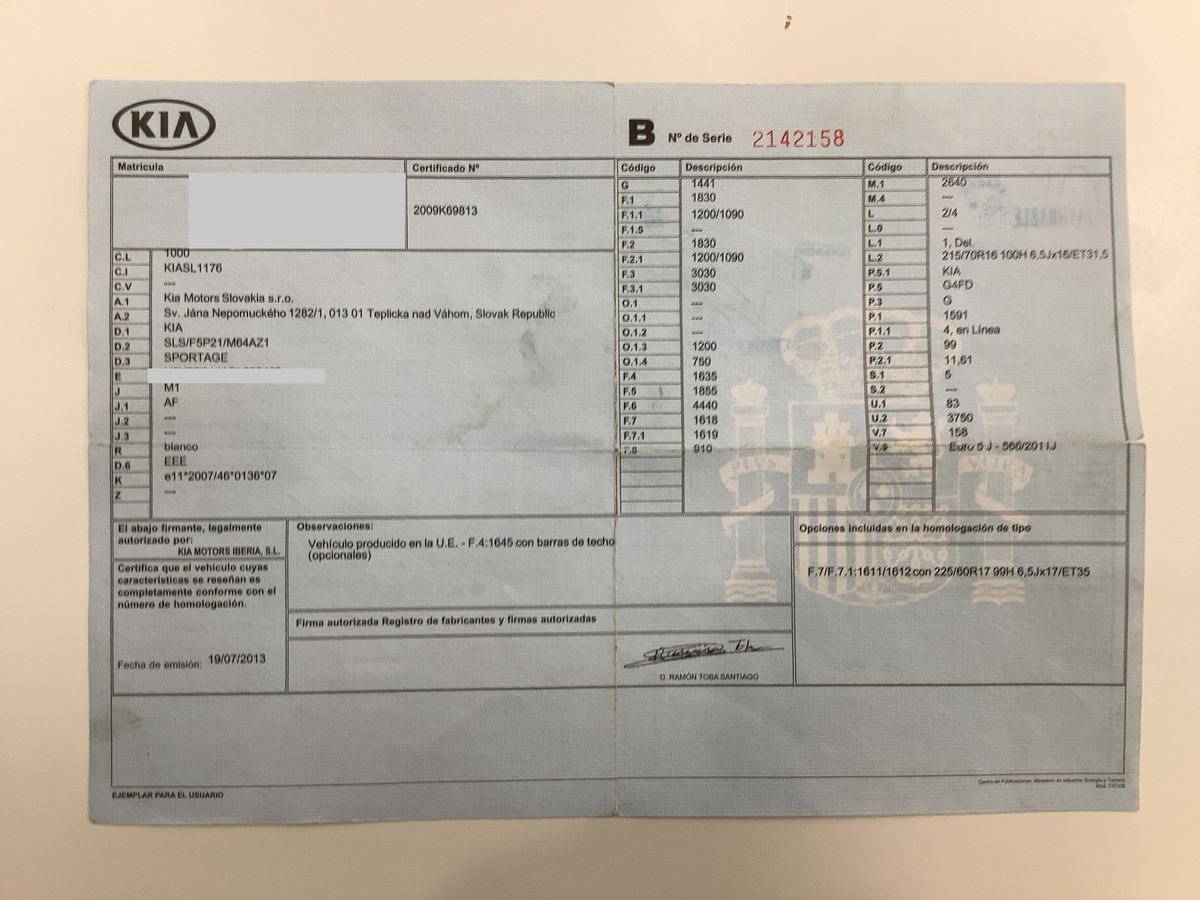 KIA
B Nº de Serie 2142158
Matrícula
Certificado Nº
2009K69813
C.L 1000
C.I KIASL1176
C.V ---
A.1 Kia Motors Slovakia s.r.o.
A.2 Sv. Jána Nepomuckého 1282/1, 013 01 Teplicka nad Váhom, Slovak Republic
D.1 KIA
D.2 SLS/F5P21/M64AZ1
D.3 SPORTAGE
E
J M1
J.1 AF
J.2 ---
J.3 ---
R blanco
D.6 EEE
K e11*2007/46*0136*07
Z ---
Código Descripción
G 1441
F.1 1830
F.1.1 1200/1090
F.1.5 ---
F.2 1830
F.2.1 1200/1090
F.3 3030
F.3.1 3030
O.1 ---
O.1.1 ---
O.1.2 ---
O.1.3 1200
O.1.4 750
F.4 1635
F.5 1855
F.6 4440
F.7 1618
F.7.1 1619
F.8 910
Código Descripción
M.1 2640
M.4 ---
L 2/4
L.0 ---
L.1 1, Del.
L.2 215/70R16 100H 6,5Jx16/ET31,5
P.5.1 KIA
P.5 G4FD
P.3 G
P.1 1591
P.1.1 4, en Línea
P.2 99
P.2.1 11,61
S.1 5
S.2 ---
U.1 83
U.2 3750
V.7 158
V.9 Euro 5 J - 566/2011J
PLVS
El abajo firmante, legalmente
autorizado por:
KIA MOTORS IBERIA, S.L.
Certifica que el vehículo cuyas
características se reseñan es
completamente conforme con el
número de homologación.
Fecha de emisión: 19/07/2013
Observaciones:
Vehículo producido en la U.E. - F.4:1645 con barras de techo
(opcionales)
Firma autorizada Registro de fabricantes y firmas autorizadas
D. RAMÓN TOBA SANTIAGO
Opciones incluidas en la homologación de tipo
F.7/F.7.1:1611/1612 con 225/60R17 99H 6,5Jx17/ET35
EJEMPLAR PARA EL USUARIO
Centro de Publicaciones. Ministerio de Industria, Energía y Turismo